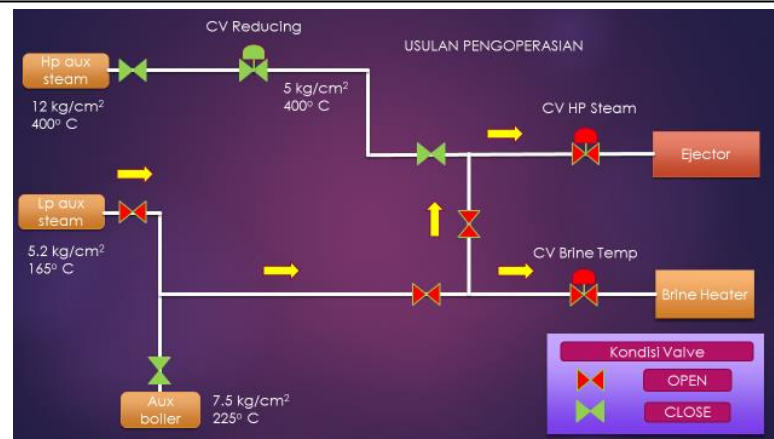 CV Reducing
USULAN PENGOPERASIAN
Hp aux
steam
12 kg/cm²
400° C
5 kg/cm²
400° C
CV HP Steam
Ejector
Lp aux
steam
5.2 kg/cm²
165° C
CV Brine Temp
Brine Heater
Aux
boiler
7.5 kg/cm²
225° C
Kondisi Valve
OPEN
CLOSE